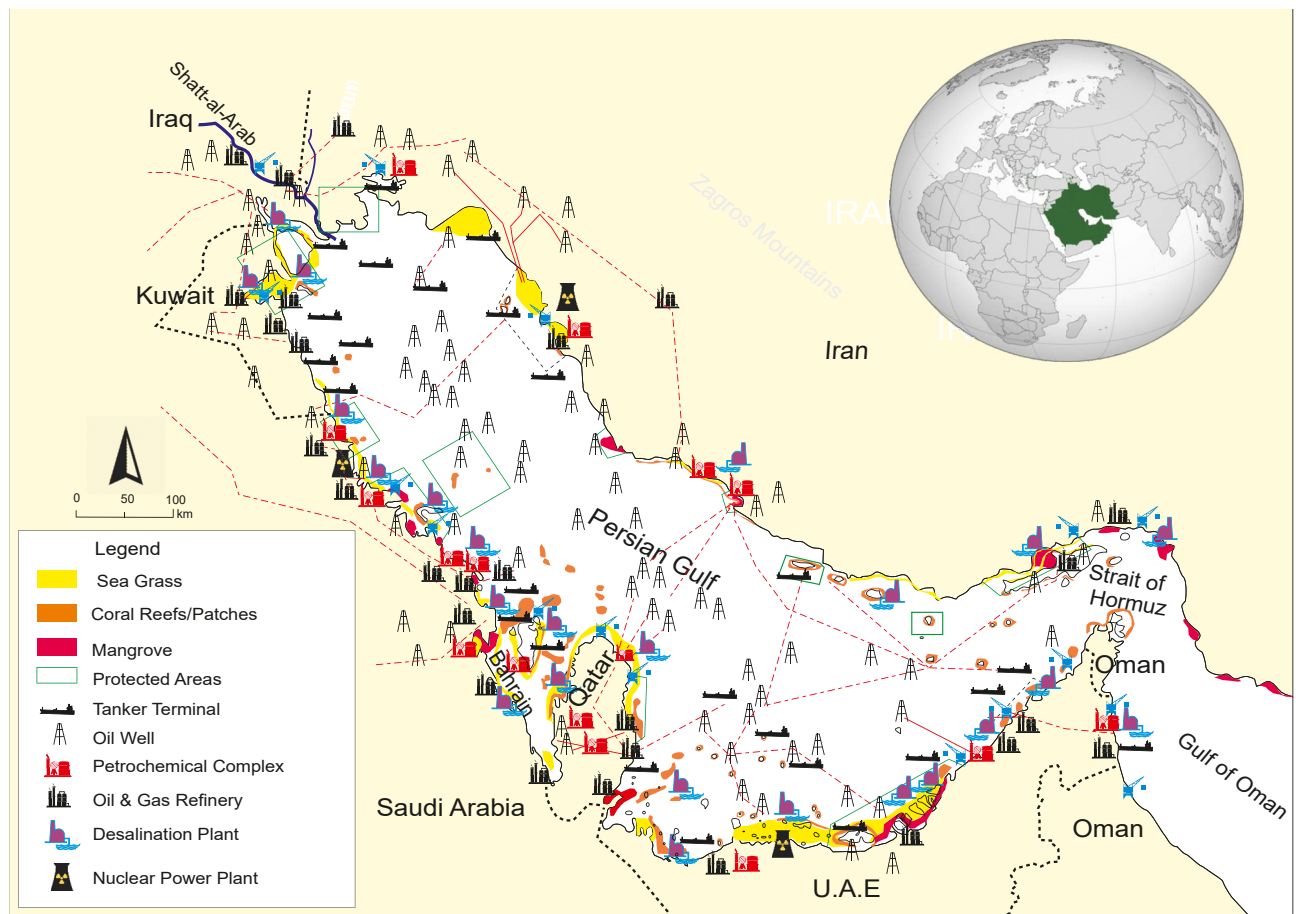 Shatt-al-Arab
Iraq
Kuwait
Zagros Mountains
IRA
Iran
0 50 100
km
Persian Gulf
Strait of
Hormuz
Oman
Bahrain
Qatar
Gulf of Oman
Saudi Arabia
Oman
U.A.E
Legend
Sea Grass
Coral Reefs/Patches
Mangrove
Protected Areas
Tanker Terminal
Oil Well
Petrochemical Complex
Oil & Gas Refinery
Desalination Plant
Nuclear Power Plant